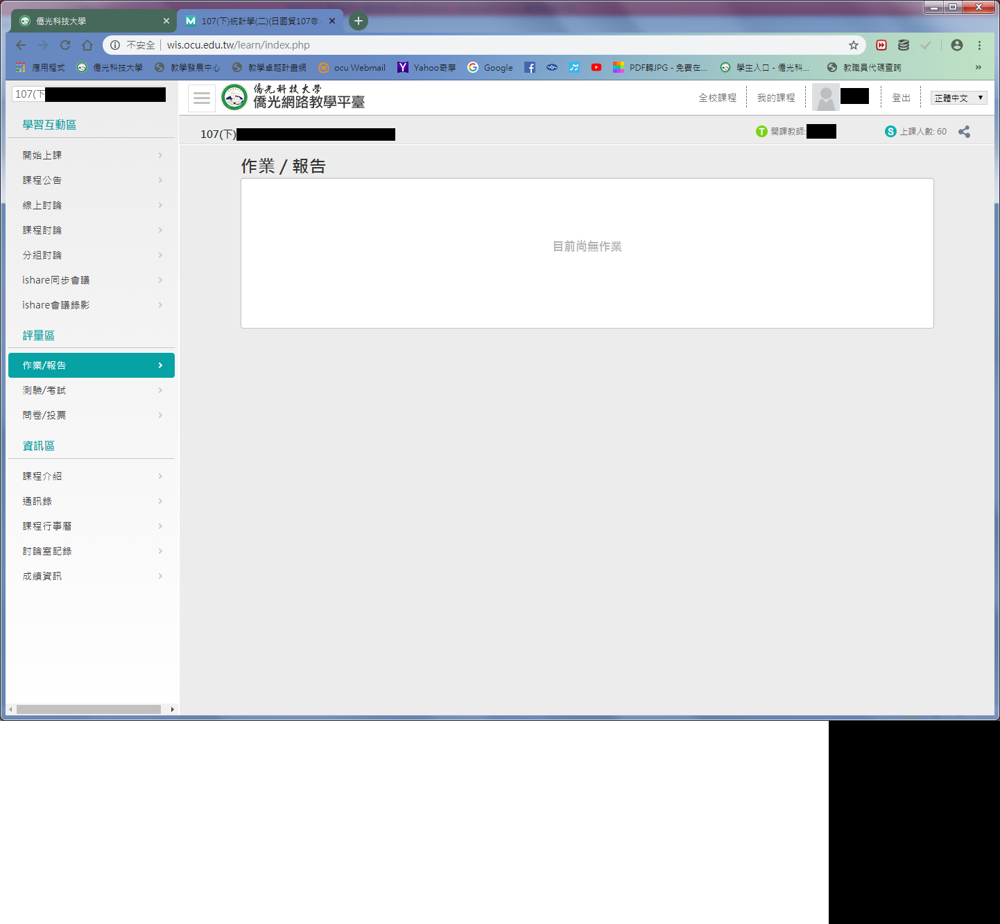 僑光科技大學
107(下)統計學(二)(日國貿107孝
不安全 wis.ocu.edu.tw/learn/index.php
應用程式 僑光科技大學 教學發展中心 教學卓越計畫網 ocu Webmail Yahoo奇摩 Google PDF轉JPG - 免費在... 學生入口 - 僑光科... 教職員代碼查詢 »
107(下
僑光科技大學
僑光網路教學平臺
全校課程 我的課程 登出 正體中文
107(下)
T 開課教師:
S 上課人數: 60
學習互動區
開始上課
課程公告
線上討論
課程討論
分組討論
ishare同步會議
ishare會議錄影
評量區
作業/報告
測驗/考試
問卷/投票
資訊區
課程介紹
通訊錄
課程行事曆
討論室記錄
成績資訊
作業 / 報告
目前尚無作業